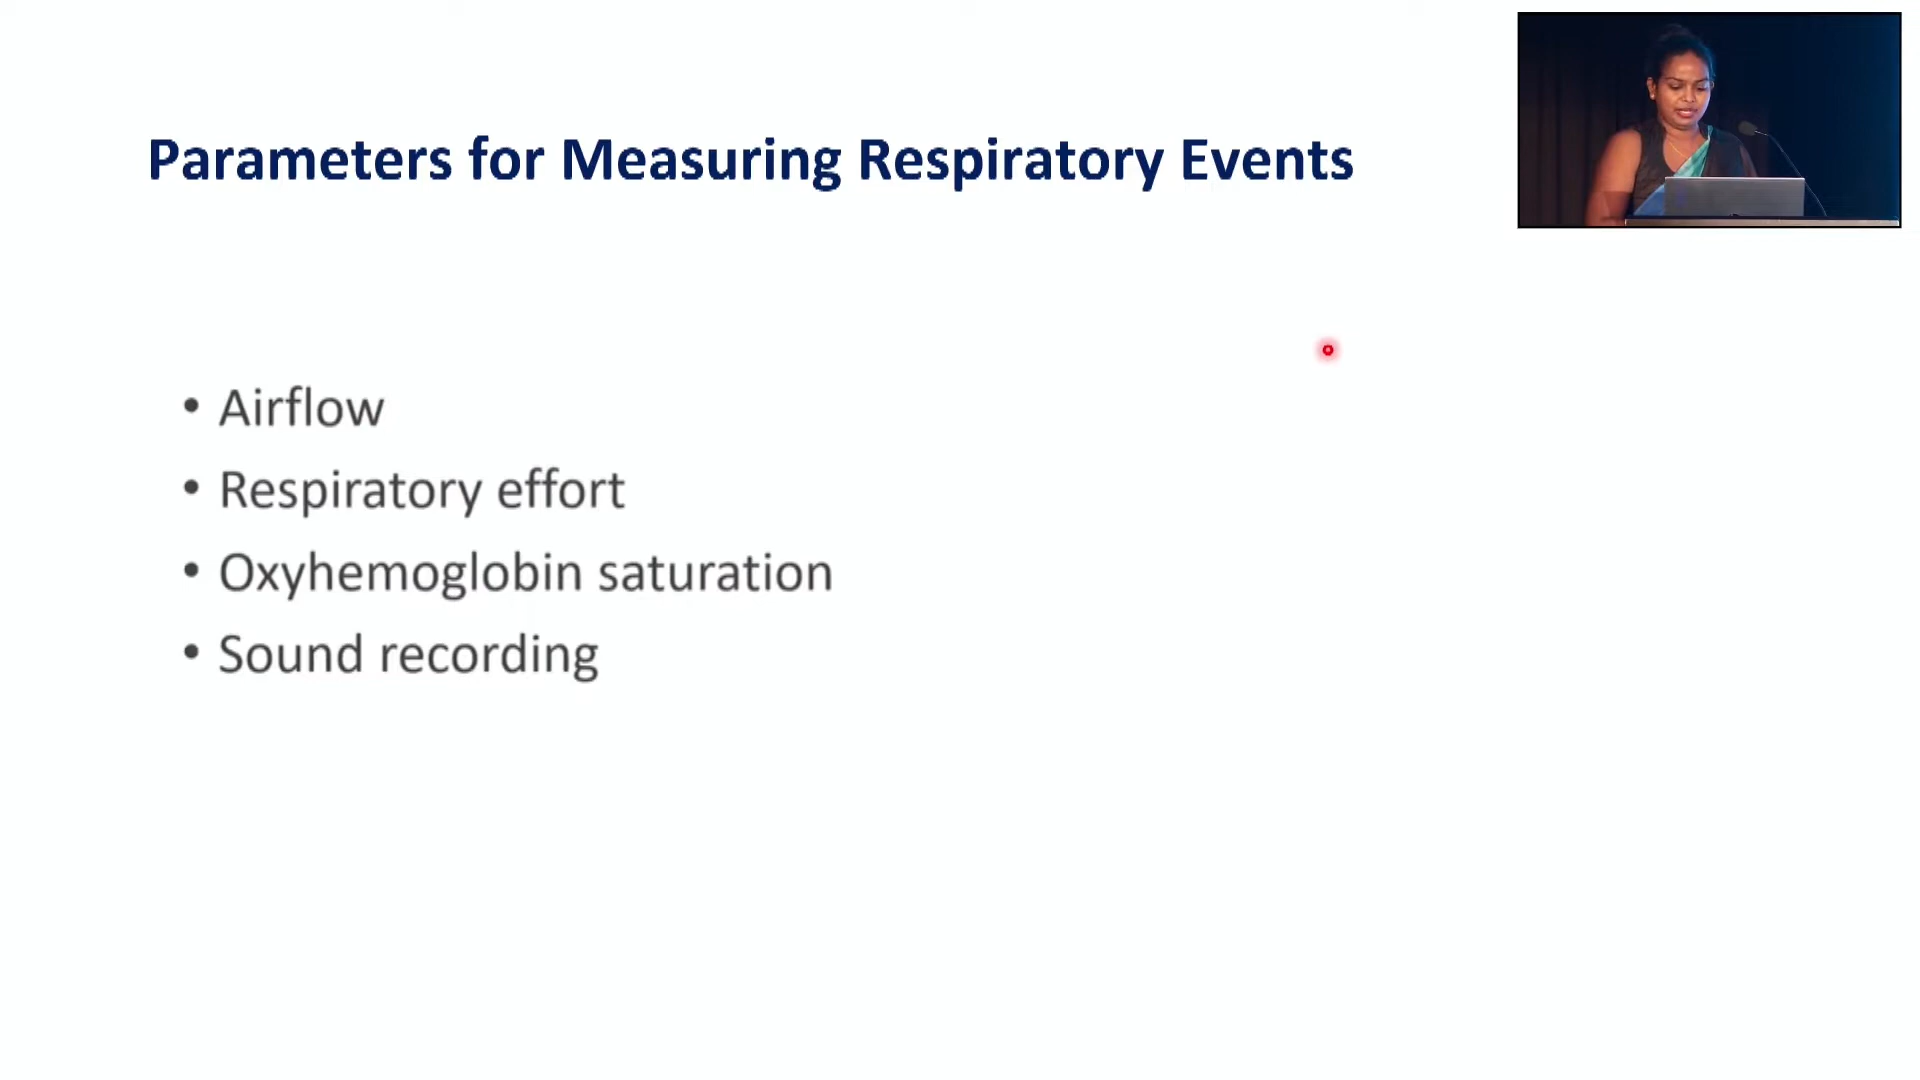 Parameters for Measuring Respiratory Events
• Airflow
• Respiratory effort
• Oxyhemoglobin saturation
• Sound recording